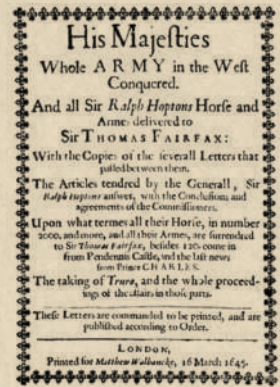 His Majesties
Whole ARMY in the West
Conquered.
And all Sir Ralph Hoptons Horse and
Armes delivered to
Sir THOMAS FAIRFAX:
With the Copies of the severall Letters that
passed between them.
The Articles tendred by the Generall, Sir
Ralph Hoptons answer, with the Conclusions and
agreements of the Commissioners.
Upon what termes all their Horse, in number
2000. and more, and all their Armes, are surrendred
to Sir Thomas Fairfax, besides 120. come in
from Pendennis Castle, and the last news
from Prince CHARLES.
The taking of Truro, and the whole proceed-
ings of the affairs in those parts.
These Letters are commanded to be printed, and are
published according to Order.
LONDON,
Printed for Matthew Walbancke, 16 March 1645.